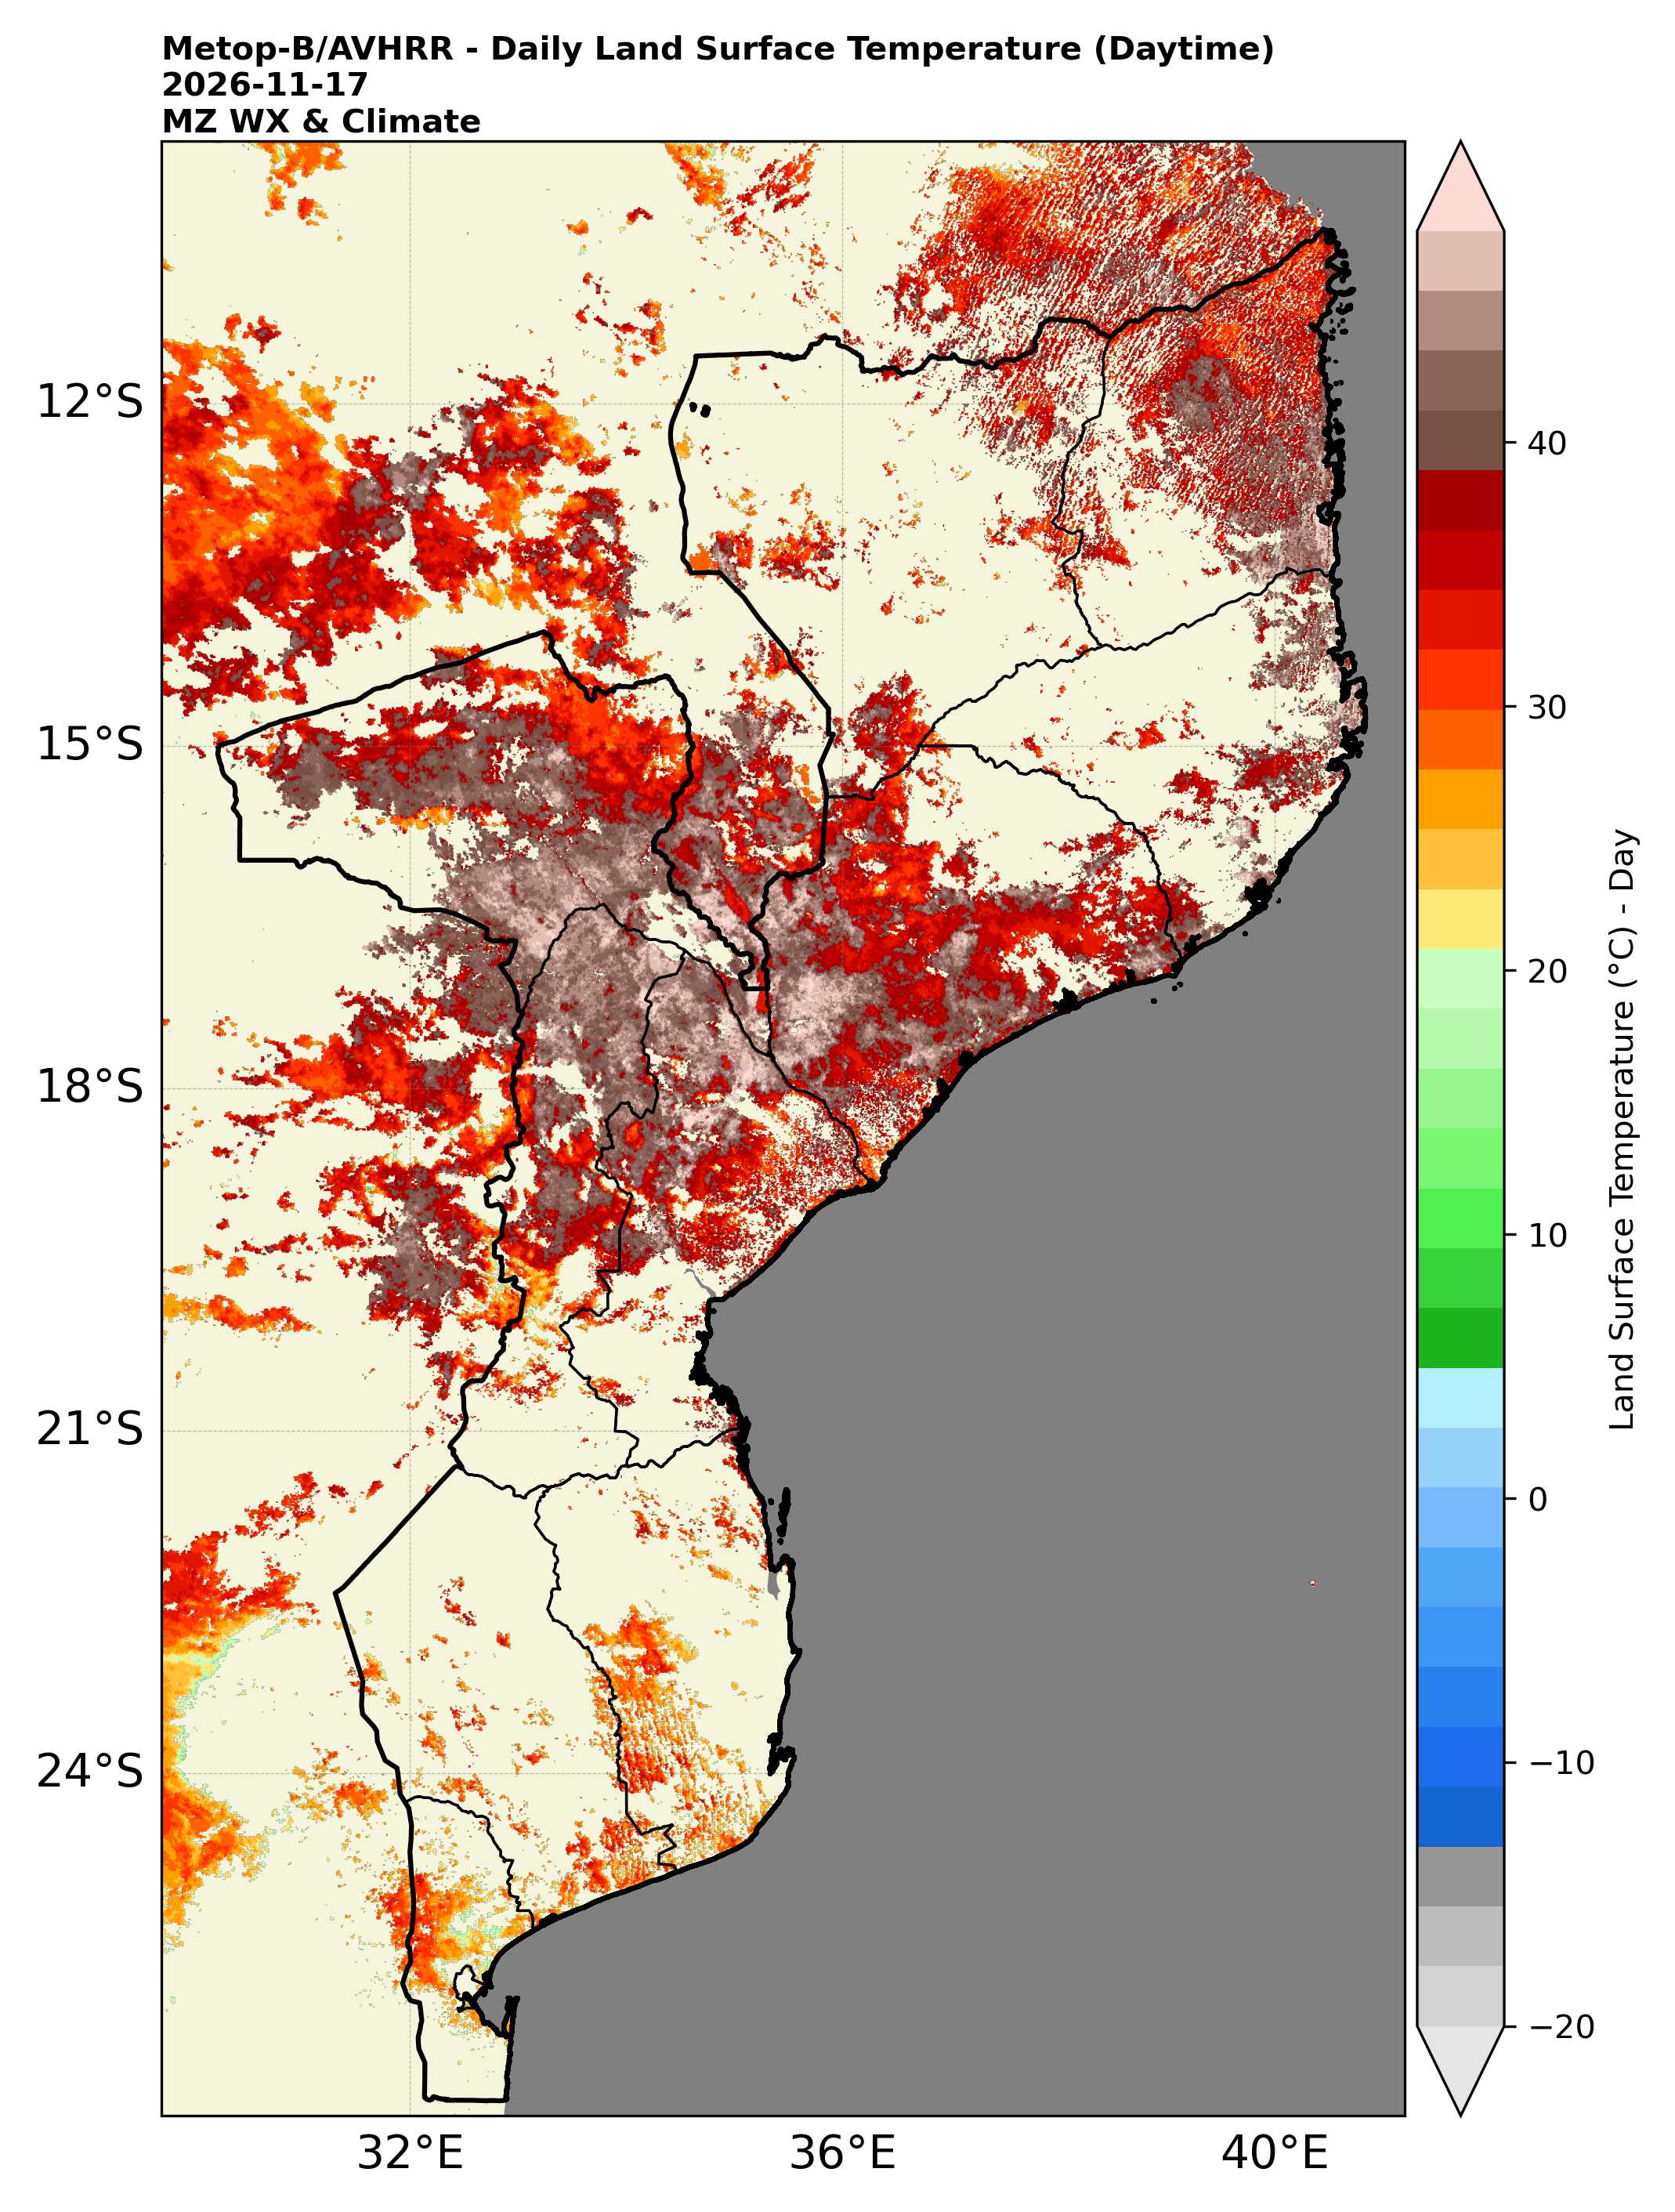 Metop-B/AVHRR - Daily Land Surface Temperature (Daytime)
2026-11-17
MZ WX & Climate
12°S
15°S
18°S
21°S
24°S
32°E
36°E
40°E
40
30
20
10
0
−10
−20
Land Surface Temperature (°C) - Day